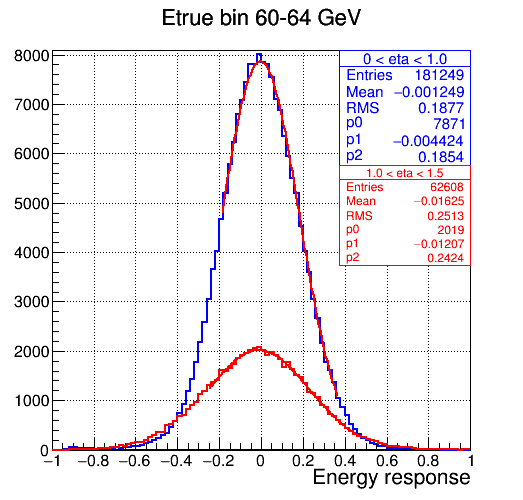 Etrue bin 60-64 GeV
0 < eta < 1.0
Entries 181249
Mean −0.001249
RMS 0.1877
p0 7871
p1 −0.004424
p2 0.1854
1.0 < eta < 1.5
Entries 62608
Mean −0.01625
RMS 0.2513
p0 2019
p1 −0.01207
p2 0.2424
8000
7000
6000
5000
4000
3000
2000
1000
0
−1 −0.8 −0.6 −0.4 −0.2 0 0.2 0.4 0.6 0.8 1
Energy response